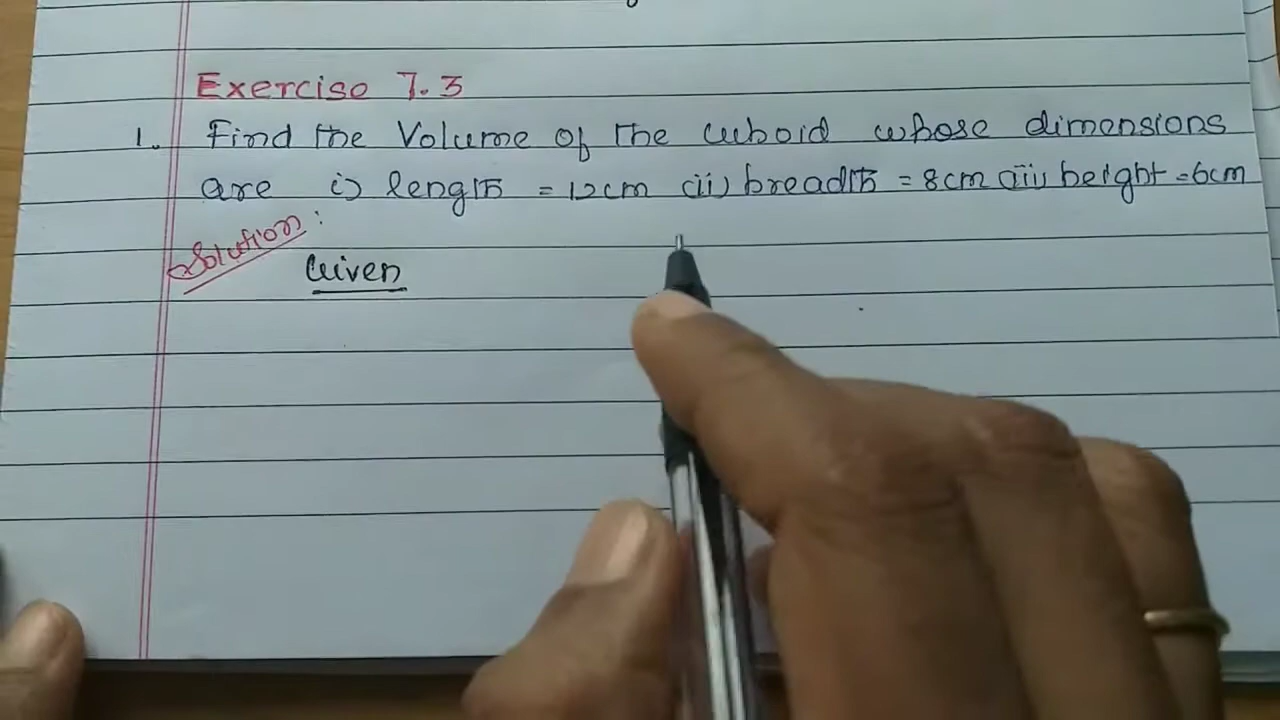 Exercise 7.3
1. Find the Volume of the cuboid whose dimensions
are i) length = 12cm (ii) breadth = 8cm (iii) height = 6cm
Solution:
Given